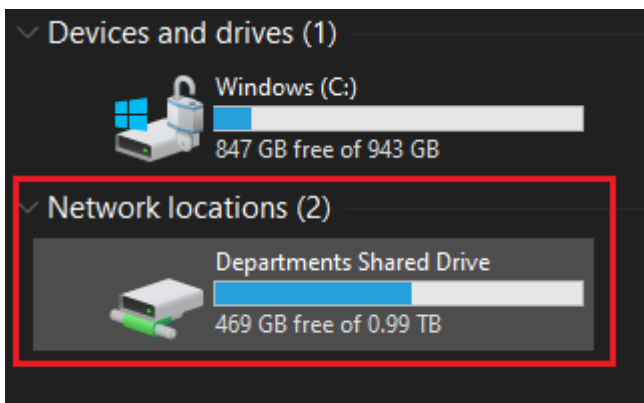 Devices and drives (1)
Windows (C:)
847 GB free of 943 GB
Network locations (2)
Departments Shared Drive
469 GB free of 0.99 TB